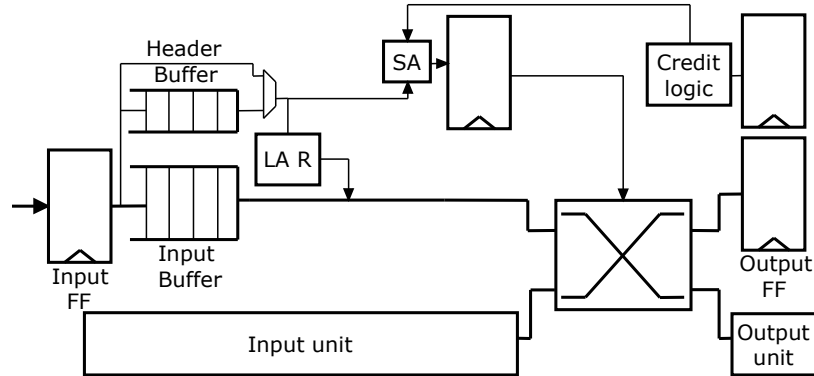 Header
Buffer
SA
Credit
logic
LA R
Input
FF
Input
Buffer
Output
FF
Input unit
Output
unit